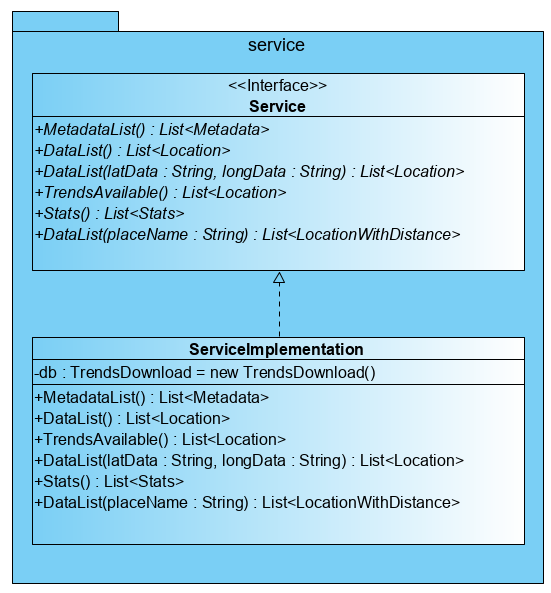 service
<<Interface>>
Service
+MetadataList() : List<Metadata>
+DataList() : List<Location>
+DataList(latData : String, longData : String) : List<Location>
+TrendsAvailable() : List<Location>
+Stats() : List<Stats>
+DataList(placeName : String) : List<LocationWithDistance>
ServiceImplementation
-db : TrendsDownload = new TrendsDownload()
+MetadataList() : List<Metadata>
+DataList() : List<Location>
+TrendsAvailable() : List<Location>
+DataList(latData : String, longData : String) : List<Location>
+Stats() : List<Stats>
+DataList(placeName : String) : List<LocationWithDistance>